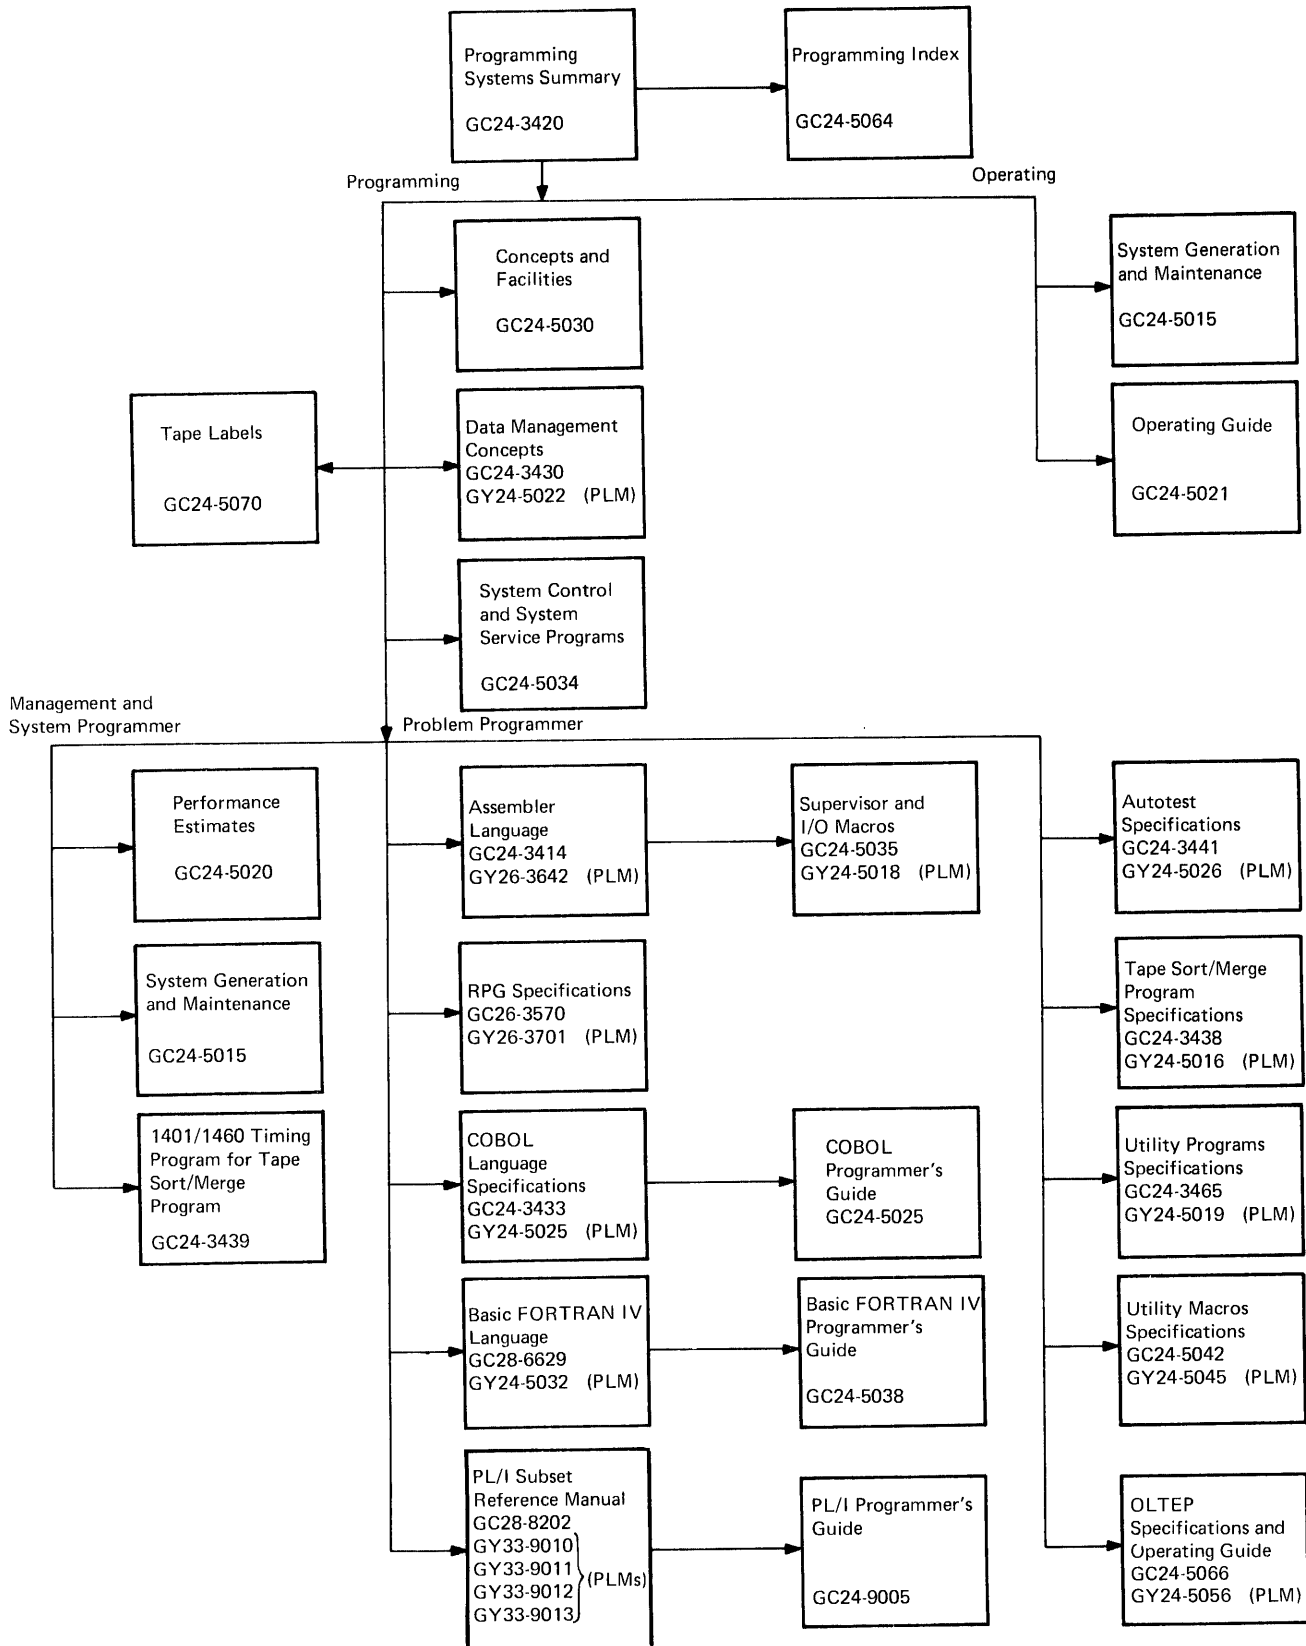 Programming
Systems Summary
GC24-3420
Programming Index
GC24-5064
Programming
Operating
Concepts and
Facilities
GC24-5030
System Generation
and Maintenance
GC24-5015
Tape Labels
GC24-5070
Data Management
Concepts
GC24-3430
GY24-5022 (PLM)
Operating Guide
GC24-5021
System Control
and System
Service Programs
GC24-5034
Management and
System Programmer
Problem Programmer
Performance
Estimates
GC24-5020
Assembler
Language
GC24-3414
GY26-3642 (PLM)
Supervisor and
I/O Macros
GC24-5035
GY24-5018 (PLM)
Autotest
Specifications
GC24-3441
GY24-5026 (PLM)
System Generation
and Maintenance
GC24-5015
RPG Specifications
GC26-3570
GY26-3701 (PLM)
Tape Sort/Merge
Program
Specifications
GC24-3438
GY24-5016 (PLM)
1401/1460 Timing
Program for Tape
Sort/Merge
Program
GC24-3439
COBOL
Language
Specifications
GC24-3433
GY24-5025 (PLM)
COBOL
Programmer's
Guide
GC24-5025
Utility Programs
Specifications
GC24-3465
GY24-5019 (PLM)
Basic FORTRAN IV
Language
GC28-6629
GY24-5032 (PLM)
Basic FORTRAN IV
Programmer's
Guide
GC24-5038
Utility Macros
Specifications
GC24-5042
GY24-5045 (PLM)
PL/I Subset
Reference Manual
GC28-8202
GY33-9010
GY33-9011
(PLMs)
GY33-9012
GY33-9013
PL/I Programmer's
Guide
GC24-9005
OLTEP
Specifications and
Operating Guide
GC24-5066
GY24-5056 (PLM)